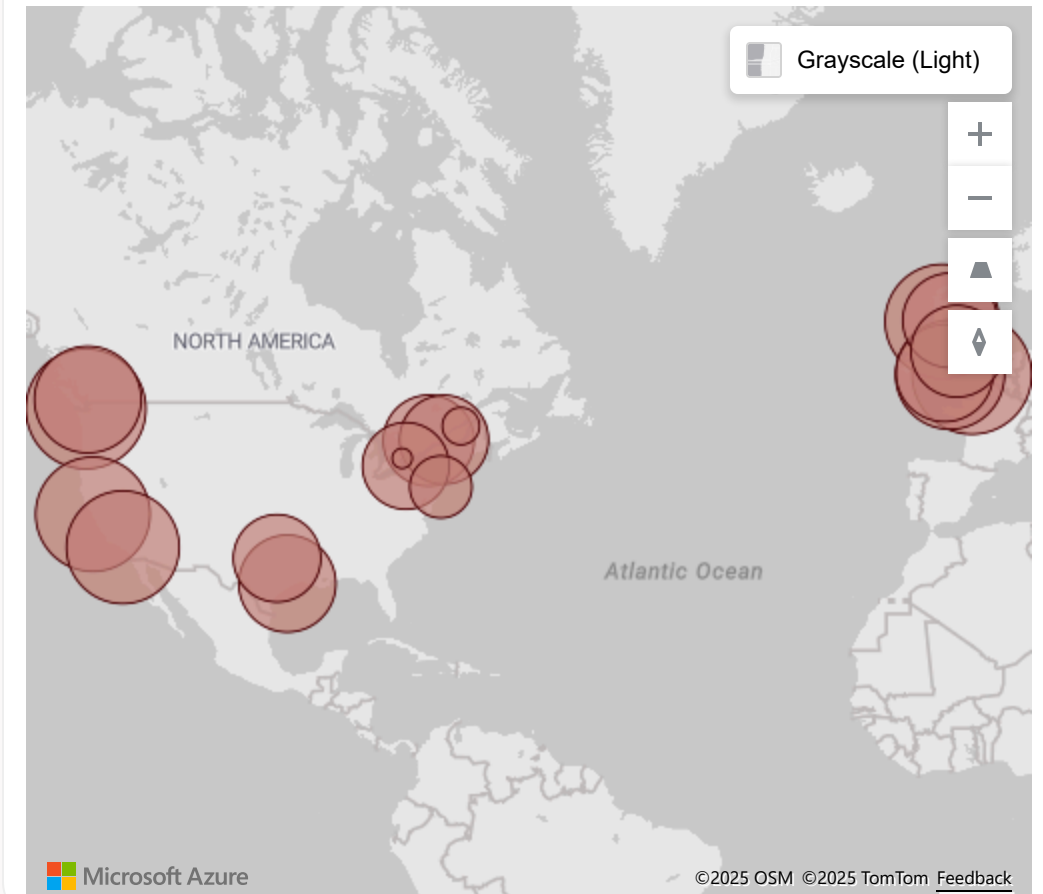 Grayscale (Light)
NORTH AMERICA
Atlantic Ocean
Microsoft Azure
©2025 OSM ©2025 TomTom Feedback